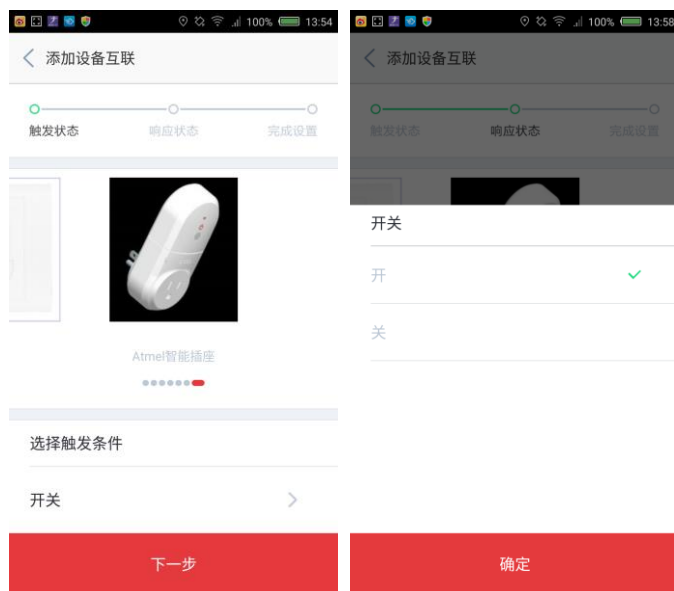 100% 13:54
添加设备互联
触发状态 响应状态 完成设置
Atmel智能插座
选择触发条件
开关
下一步
100% 13:58
添加设备互联
触发状态 响应状态 完成设置
开关
开
关
确定